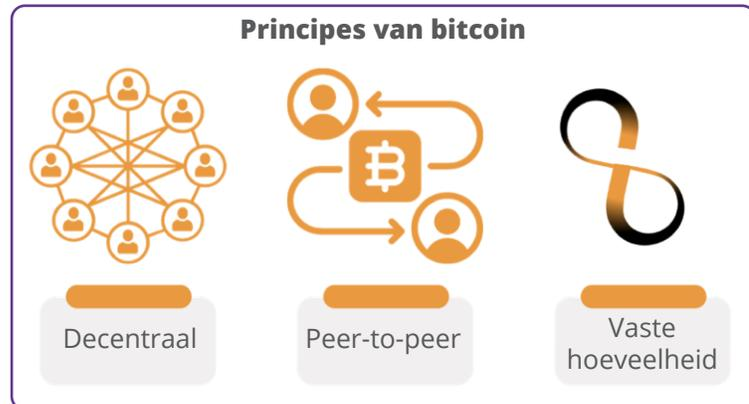 Principes van bitcoin
Decentraal
Peer-to-peer
Vaste
hoeveelheid